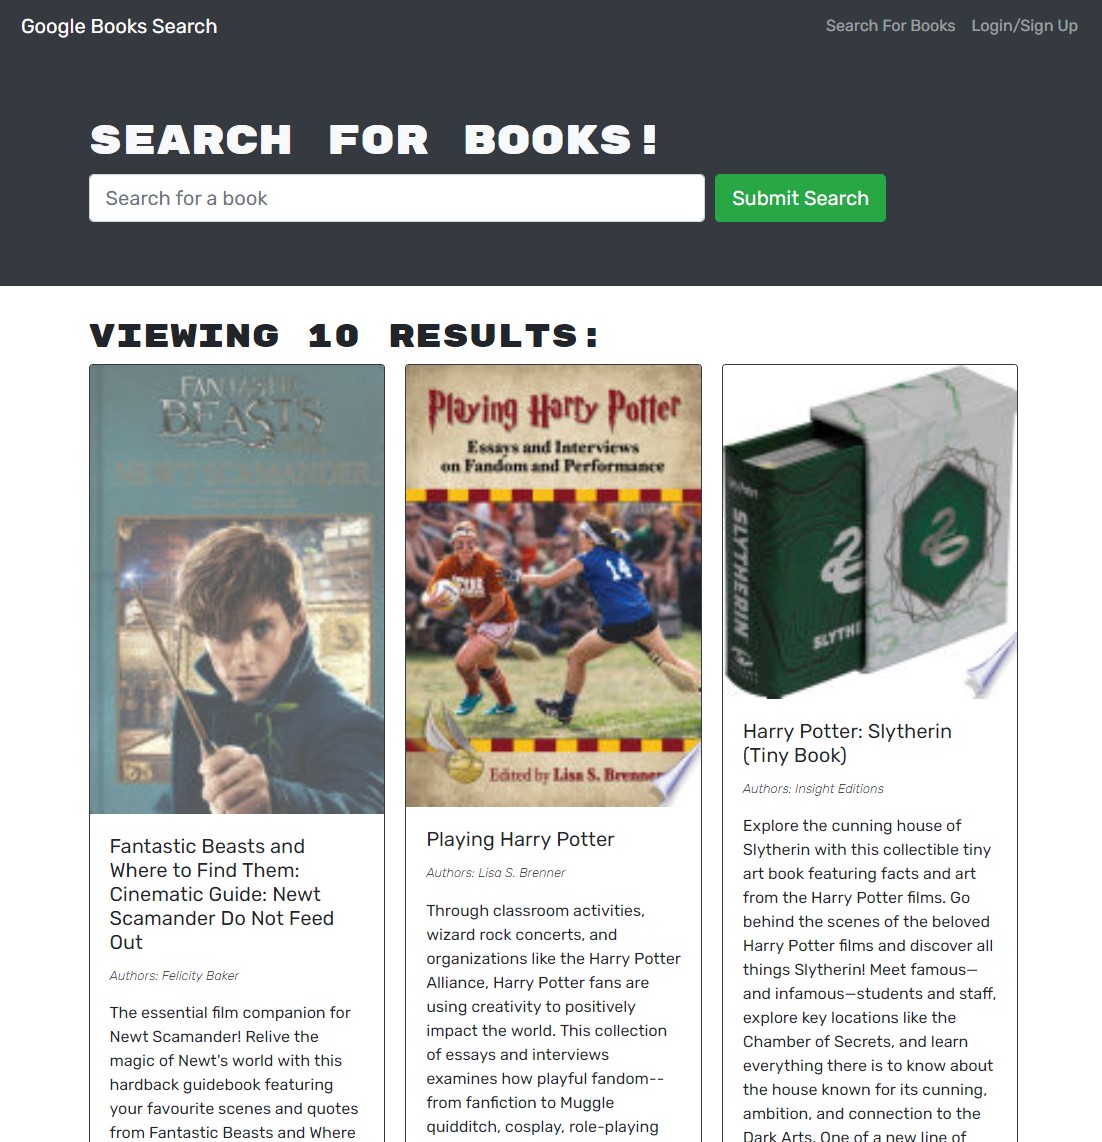 Google Books Search
Search For Books
Login/Sign Up
SEARCH FOR BOOKS!
Search for a book
Submit Search
VIEWING 10 RESULTS:
FANTASTIC
BEASTS
NEWT SCAMANDER
Fantastic Beasts and
Where to Find Them:
Cinematic Guide: Newt
Scamander Do Not Feed
Out
Authors: Felicity Baker
The essential film companion for
Newt Scamander! Relive the
magic of Newt's world with this
hardback guidebook featuring
your favourite scenes and quotes
from Fantastic Beasts and Where
Playing Harry Potter
Essays and Interviews
on Fandom and Performance
TEXAS
14
Edited by Lisa S. Brenner
Playing Harry Potter
Authors: Lisa S. Brenner
Through classroom activities,
wizard rock concerts, and
organizations like the Harry Potter
Alliance, Harry Potter fans are
using creativity to positively
impact the world. This collection
of essays and interviews
examines how playful fandom--
from fanfiction to Muggle
quidditch, cosplay, role-playing
SLYTHERIN
SLYTHE
Harry Potter: Slytherin
(Tiny Book)
Authors: Insight Editions
Explore the cunning house of
Slytherin with this collectible tiny
art book featuring facts and art
from the Harry Potter films. Go
behind the scenes of the beloved
Harry Potter films and discover all
things Slytherin! Meet famous—
and infamous—students and staff,
explore key locations like the
Chamber of Secrets, and learn
everything there is to know about
the house known for its cunning,
ambition, and connection to the
Dark Arts. One of a new line of